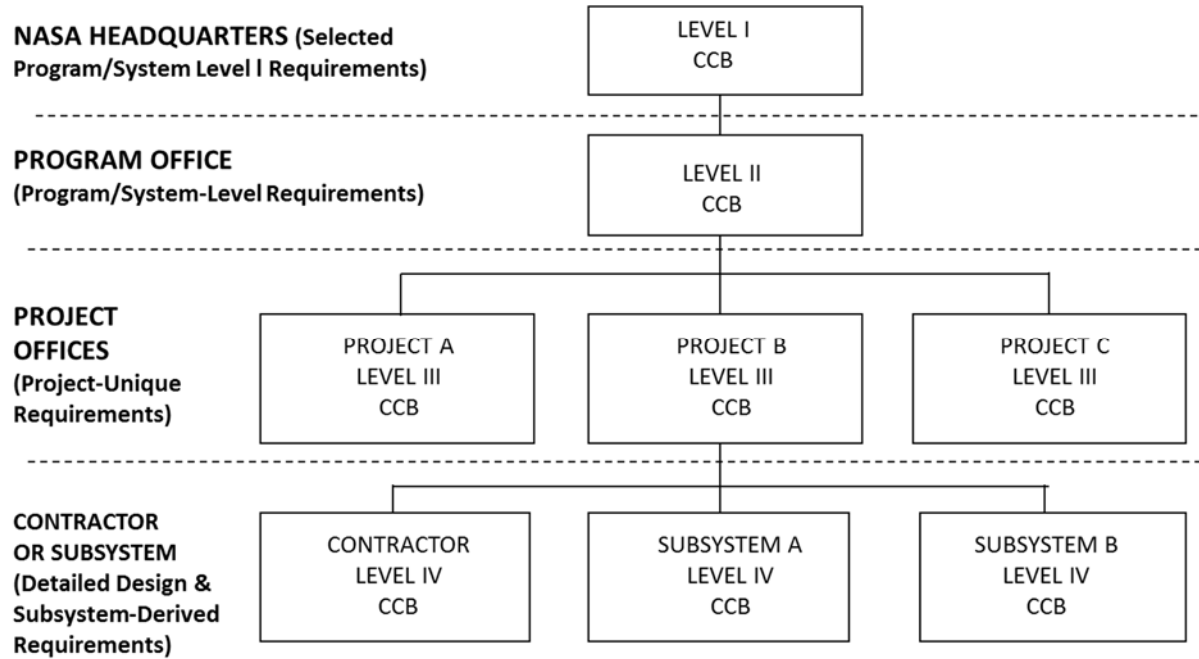 NASA HEADQUARTERS (Selected
Program/System Level I Requirements)
LEVEL I
CCB
PROGRAM OFFICE
(Program/System-Level Requirements)
LEVEL II
CCB
PROJECT
OFFICES
(Project-Unique
Requirements)
PROJECT A
LEVEL III
CCB
PROJECT B
LEVEL III
CCB
PROJECT C
LEVEL III
CCB
CONTRACTOR
OR SUBSYSTEM
(Detailed Design &
Subsystem-Derived
Requirements)
CONTRACTOR
LEVEL IV
CCB
SUBSYSTEM A
LEVEL IV
CCB
SUBSYSTEM B
LEVEL IV
CCB